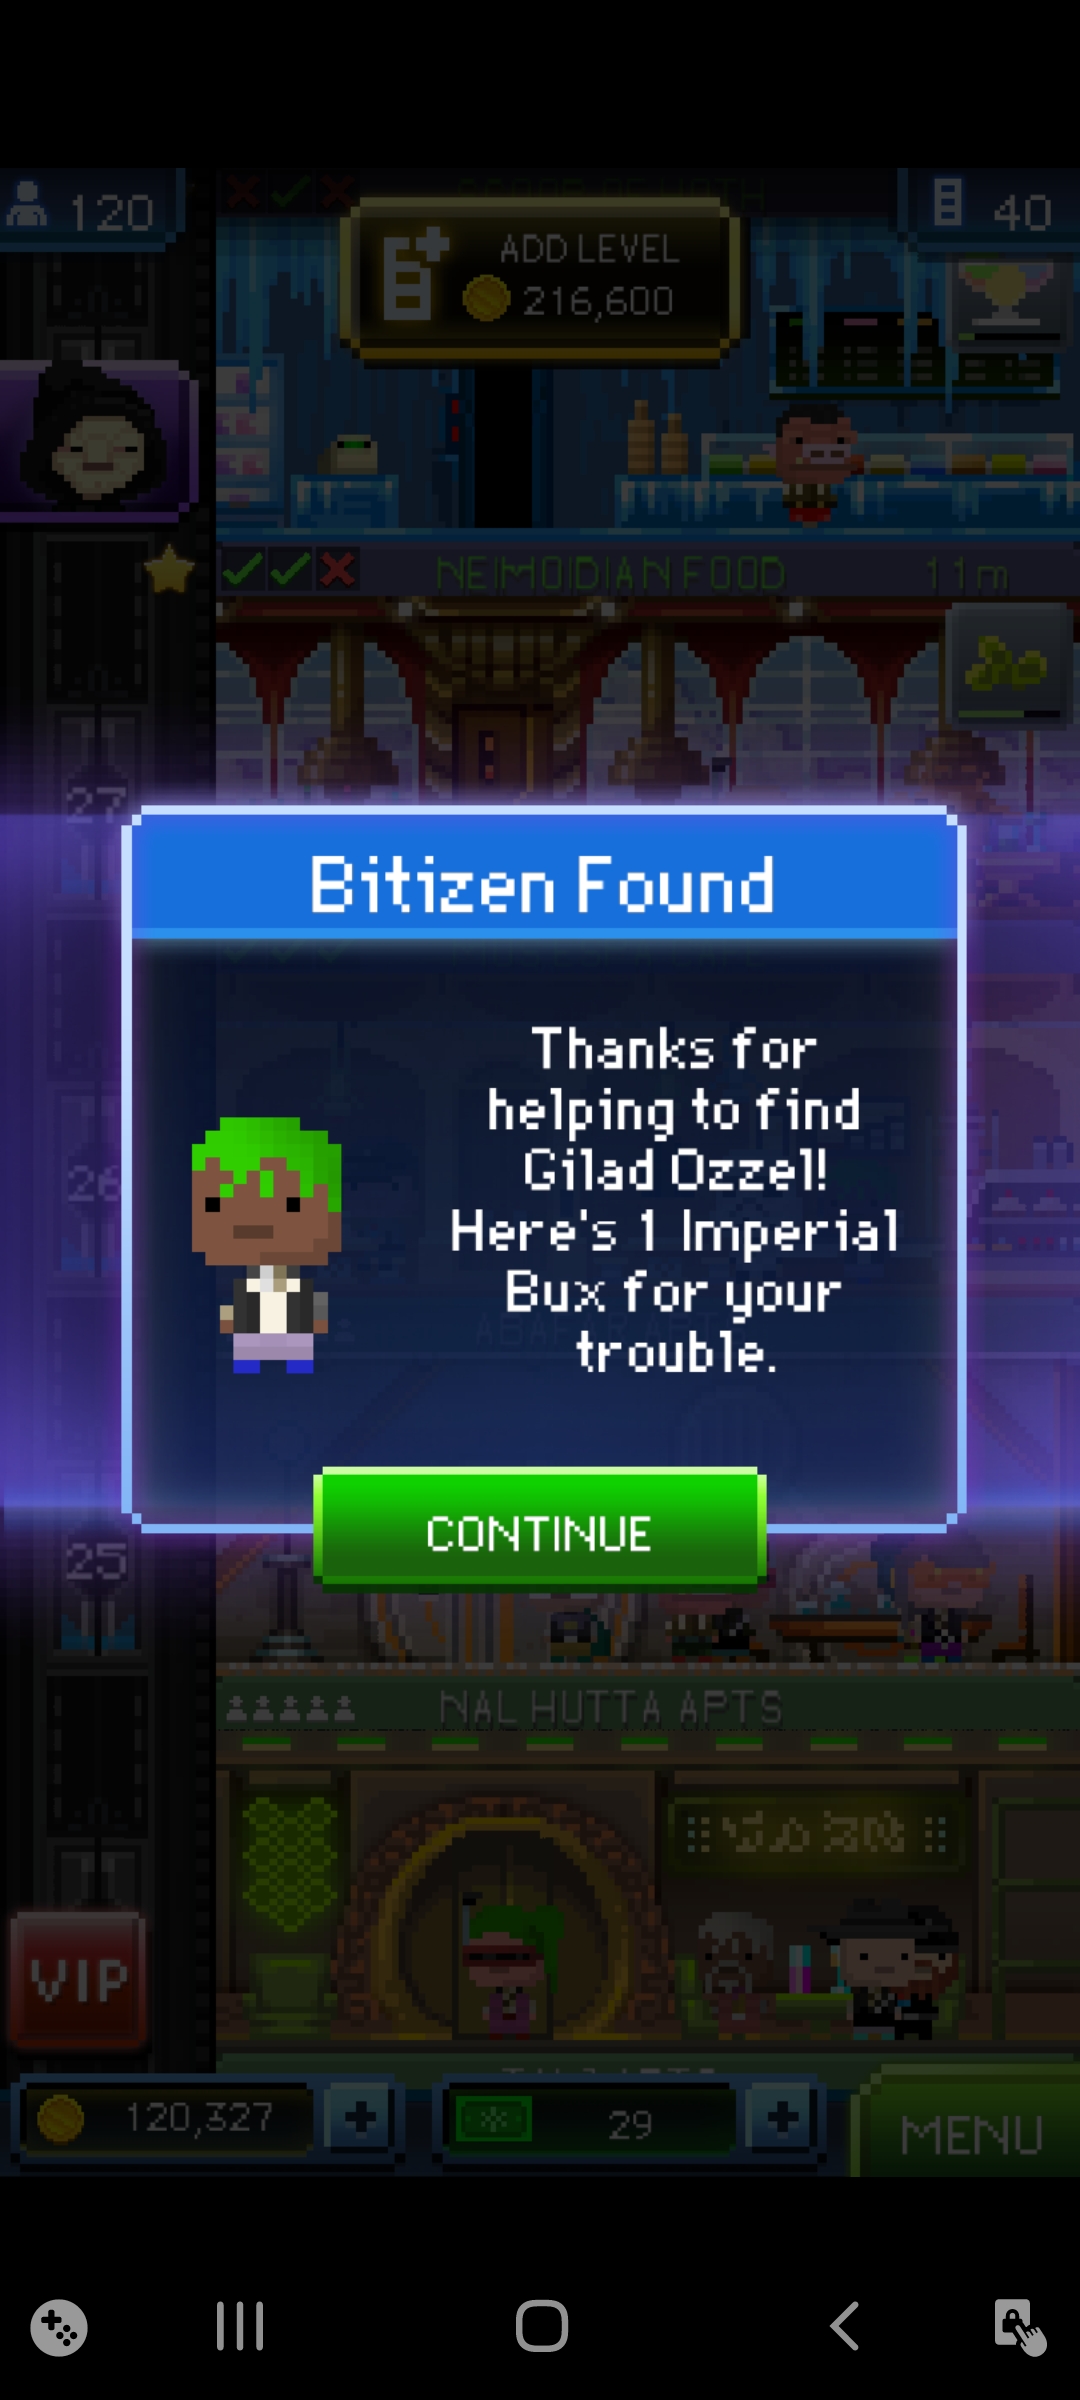 120
40
ADD LEVEL
216,600
NEIMOIDIAN FOOD
11m
27
Bitizen Found
Thanks for
helping to find
Gilad Ozzel!
Here's 1 Imperial
Bux for your
trouble.
26
CONTINUE
25
NAL HUTTA APTS
VIP
120,327
29
MENU